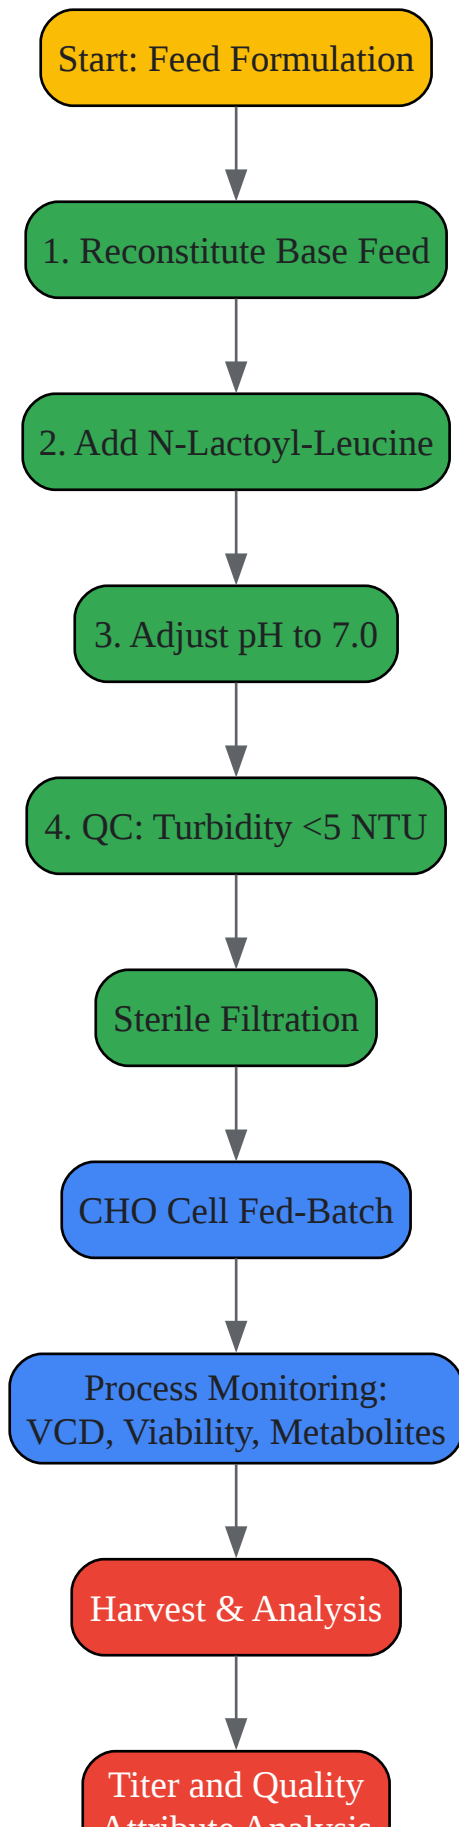 Start: Feed Formulation
1. Reconstitute Base Feed
2. Add N-Lactoyl-Leucine
3. Adjust pH to 7.0
4. QC: Turbidity <5 NTU
Sterile Filtration
CHO Cell Fed-Batch
Process Monitoring:
VCD, Viability, Metabolites
Harvest & Analysis
Titer and Quality
Attribute Analysis